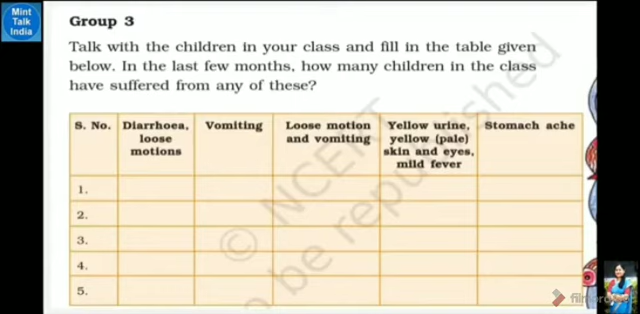 Mint
Talk
India
Group 3
Talk with the children in your class and fill in the table given
below. In the last few months, how many children in the class
have suffered from any of these?
S. No. Diarrhoea, loose motions Vomiting Loose motion and vomiting Yellow urine, yellow (pale) skin and eyes, mild fever Stomach ache
1.
2.
3.
4.
5.
© NCERT
be republished